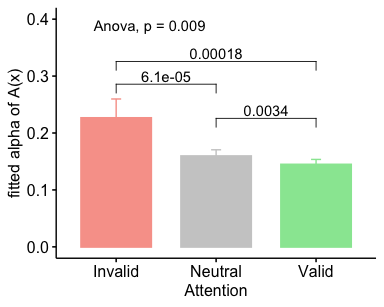 Anova, p = 0.009
0.00018
6.1e-05
0.0034
fitted alpha of A(x)
0.4
0.3
0.2
0.1
0.0
Invalid Neutral Valid
Attention